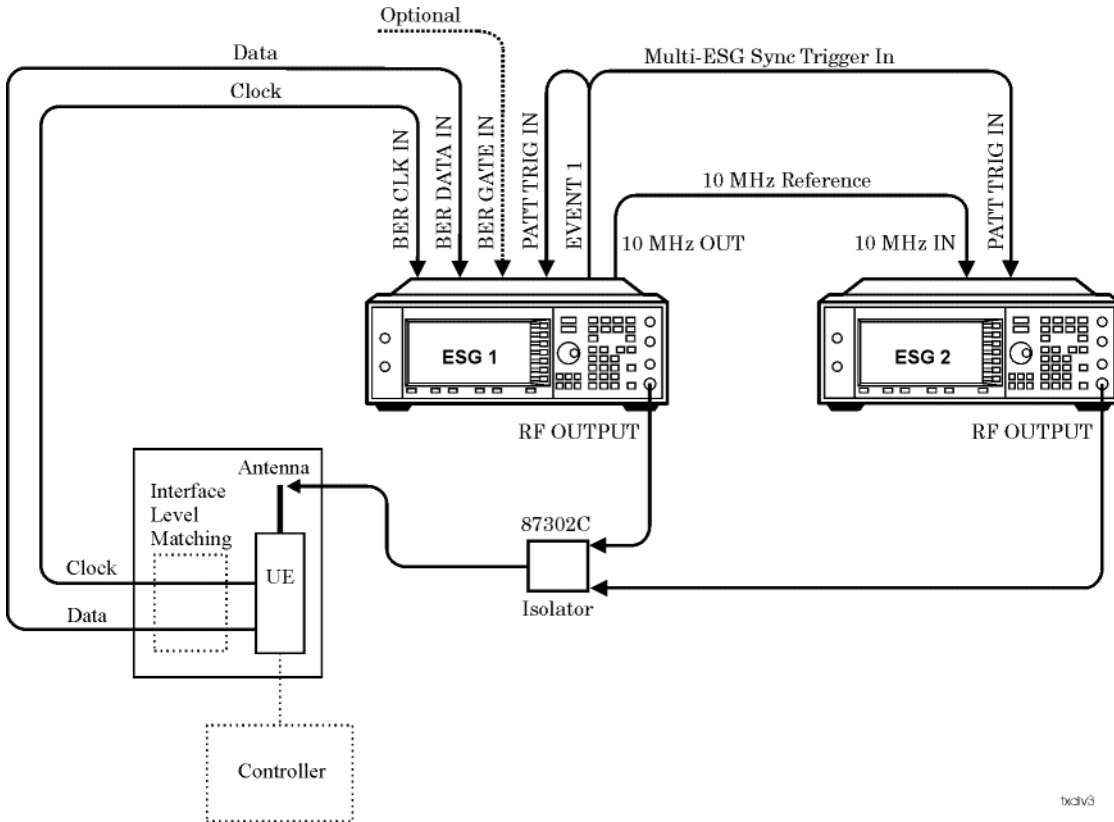 Optional
Data
Multi-ESG Sync Trigger In
Clock
BER CLK IN
BER DATA IN
BER GATE IN
PATT TRIG IN
EVENT 1
PATT TRIG IN
10 MHz Reference
10 MHz OUT
10 MHz IN
ESG 1
ESG 2
RF OUTPUT
RF OUTPUT
Antenna
Interface
Level
Matching
87302C
UE
Clock
Isolator
Data
Controller
txdiv3